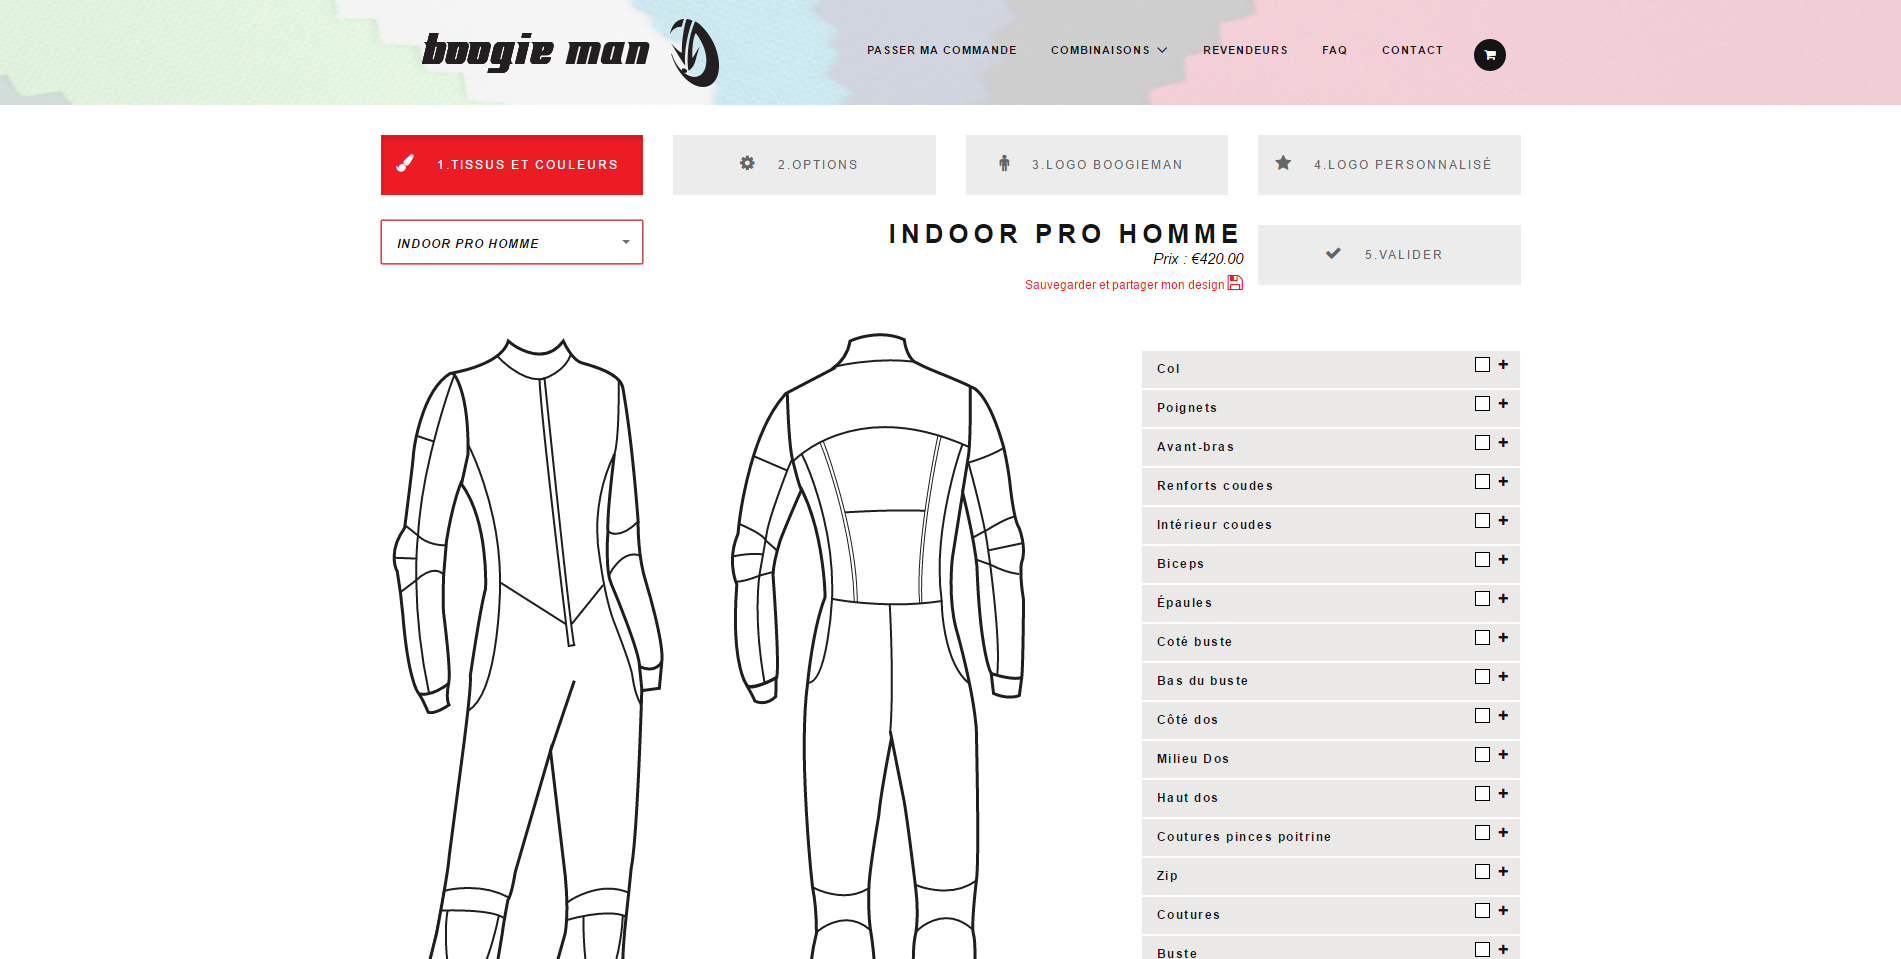 boogie man
PASSER MA COMMANDE
COMBINAISONS
REVENDEURS
FAQ
CONTACT
1.TISSUS ET COULEURS
2.OPTIONS
3.LOGO BOOGIEMAN
4.LOGO PERSONNALISÉ
INDOOR PRO HOMME
INDOOR PRO HOMME
Prix : €420.00
Sauvegarder et partager mon design
5.VALIDER
Col
Poignets
Avant-bras
Renforts coudes
Intérieur coudes
Biceps
Épaules
Coté buste
Bas du buste
Côté dos
Milieu Dos
Haut dos
Coutures pinces poitrine
Zip
Coutures
Buste